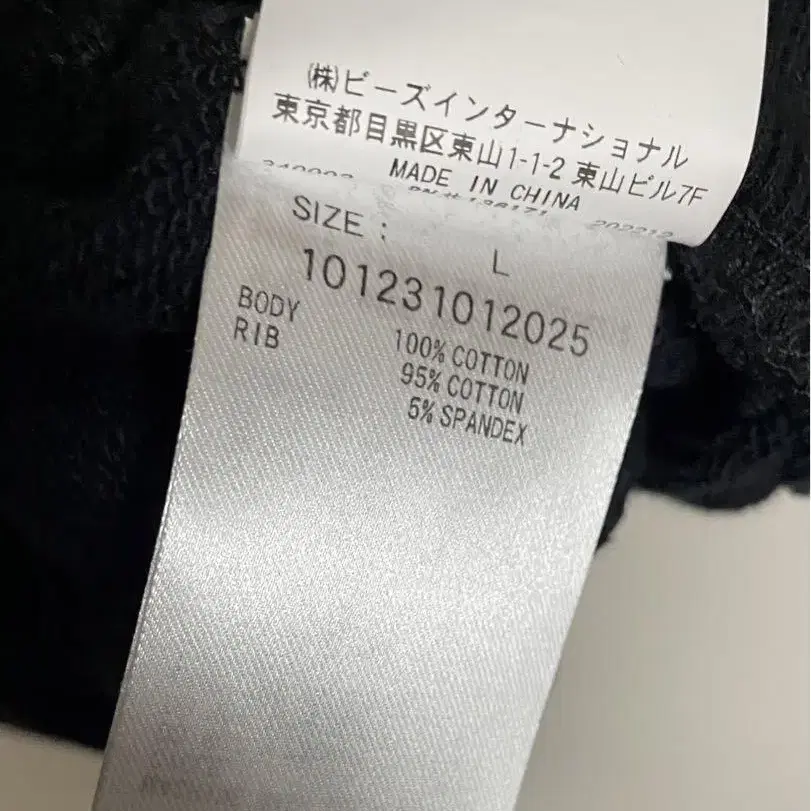 (株)ビーズインターナショナル
東京都目黒区東山1-1-2 東山ビル7F
MADE IN CHINA
202212
SIZE : L
101231012025
BODY 100% COTTON
RIB 95% COTTON
5% SPANDEX